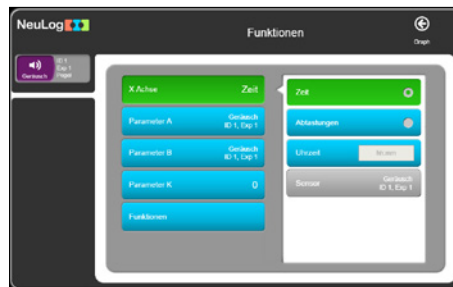 NeuLog
Funktionen
Graph
ID 1
Exp 1
Geräusch Pegel
X Achse Zeit
Parameter A Geräusch
ID 1, Exp 1
Parameter B Geräusch
ID 1, Exp 1
Parameter K 0
Funktionen
Zeit
Abtastungen
Uhrzeit
Sensor Geräusch
ID 1, Exp 1